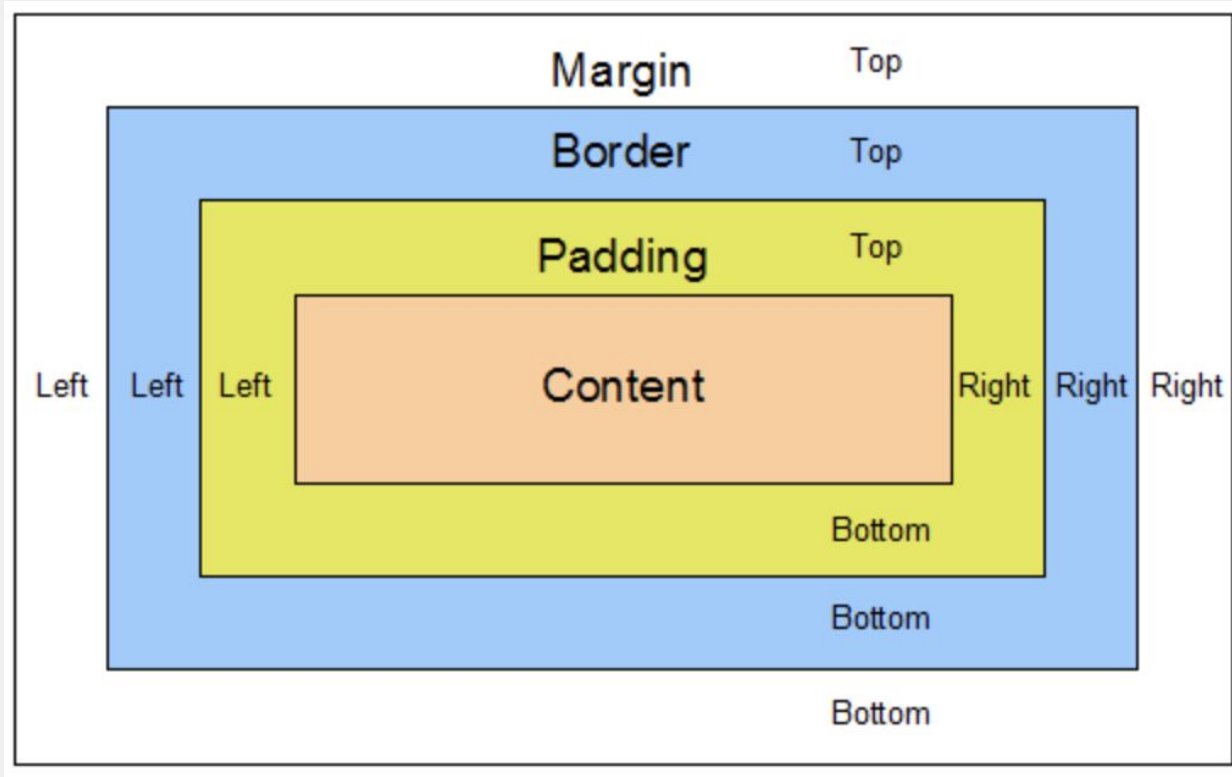 Margin Top
Border Top
Padding Top
Left Left Left Content Right Right Right
Bottom
Bottom
Bottom